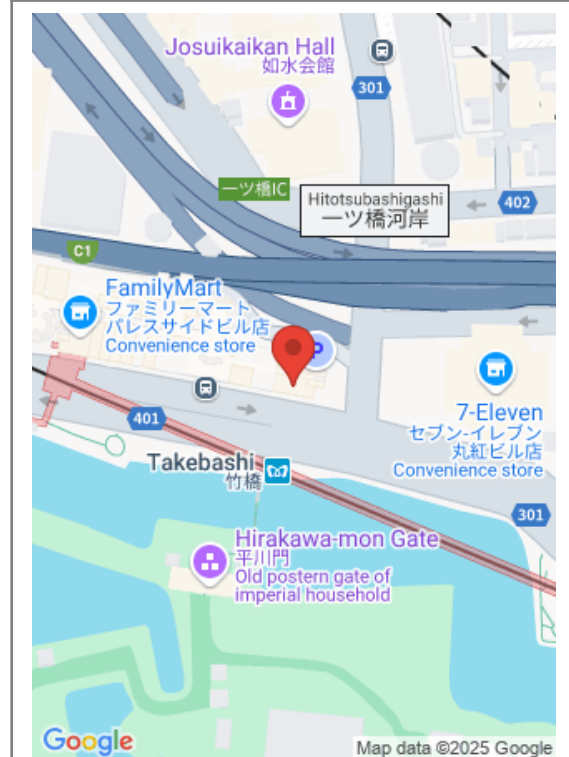 Josuikaikan Hall
如水会館
301
一ツ橋IC
Hitotsubashigashi
一ツ橋河岸
402
C1
FamilyMart
ファミリーマート
パレスサイドビル店
Convenience store
P
401
7-Eleven
セブン-イレブン
丸紅ビル店
Convenience store
Takebashi
竹橋
301
Hirakawa-mon Gate
平川門
Old postern gate of
imperial household
Google
Map data ©2025 Google